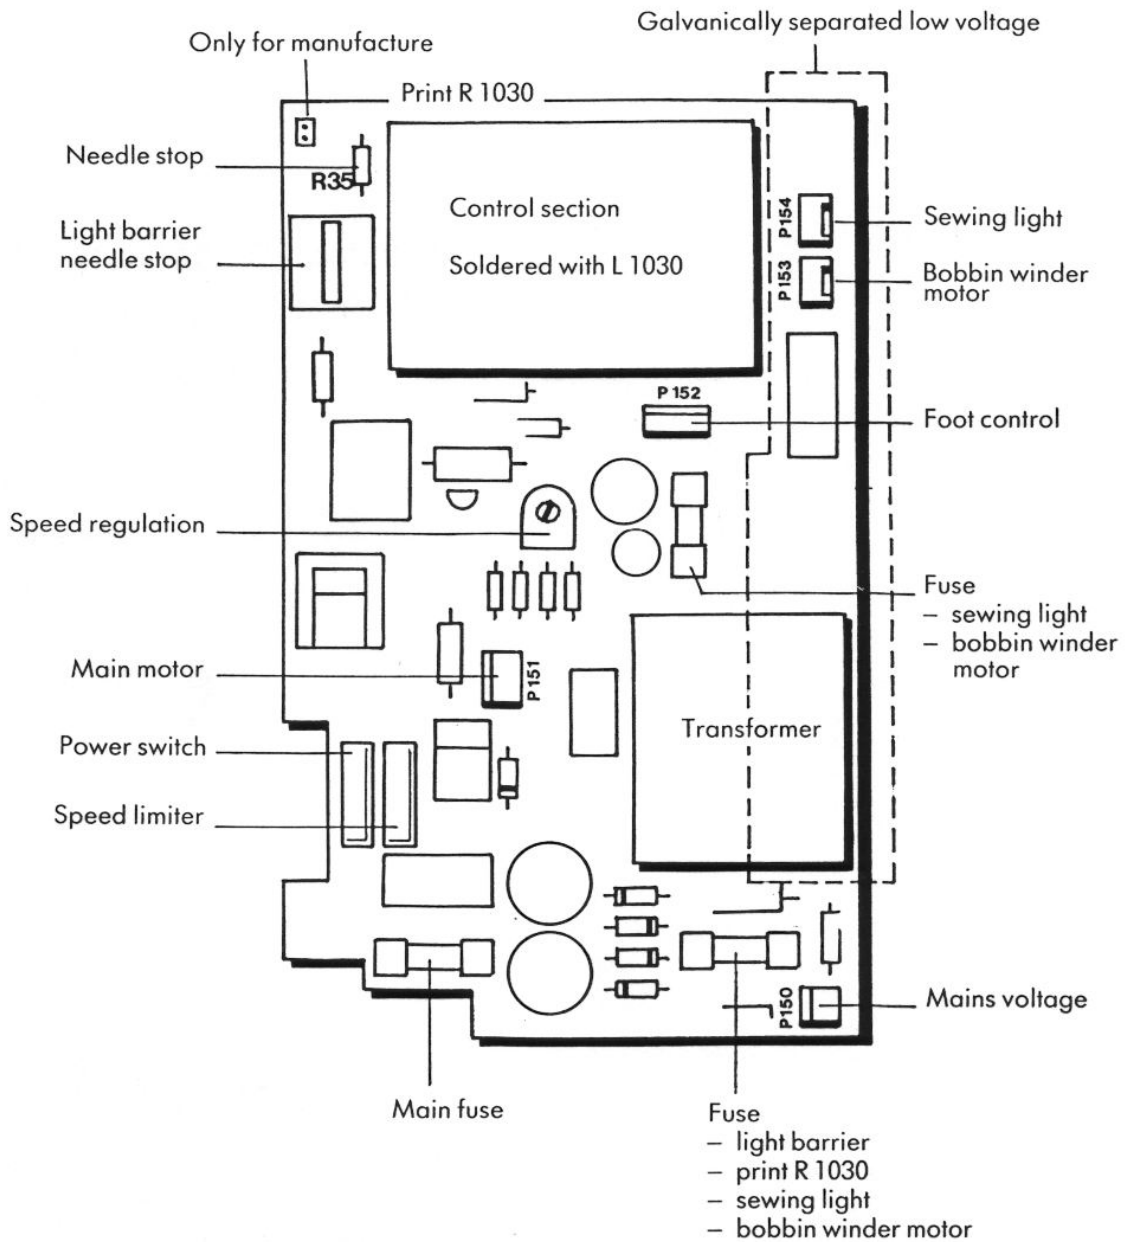 Galvanically separated low voltage
Only for manufacture
Print R 1030
Needle stop
R35
Control section
Soldered with L 1030
P154
Sewing light
Light barrier
needle stop
P153
Bobbin winder
motor
P 152
Foot control
Speed regulation
Fuse
– sewing light
– bobbin winder
motor
Main motor
P151
Transformer
Power switch
Speed limiter
P150
Mains voltage
Main fuse
Fuse
– light barrier
– print R 1030
– sewing light
– bobbin winder motor